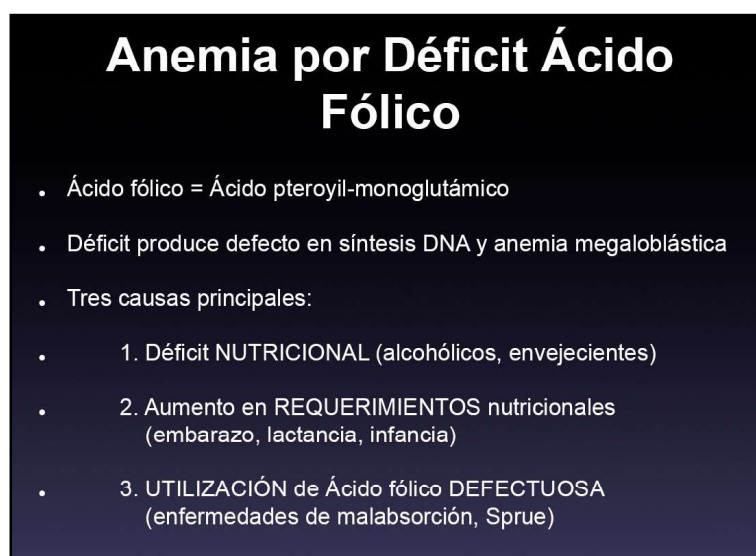 Anemia por Déficit Ácido
Fólico
• Ácido fólico = Ácido pteroyil-monoglutámico
• Déficit produce defecto en síntesis DNA y anemia megaloblástica
• Tres causas principales:
• 1. Déficit NUTRICIONAL (alcohólicos, envejecientes)
• 2. Aumento en REQUERIMIENTOS nutricionales
(embarazo, lactancia, infancia)
• 3. UTILIZACIÓN de Ácido fólico DEFECTUOSA
(enfermedades de malabsorción, Sprue)